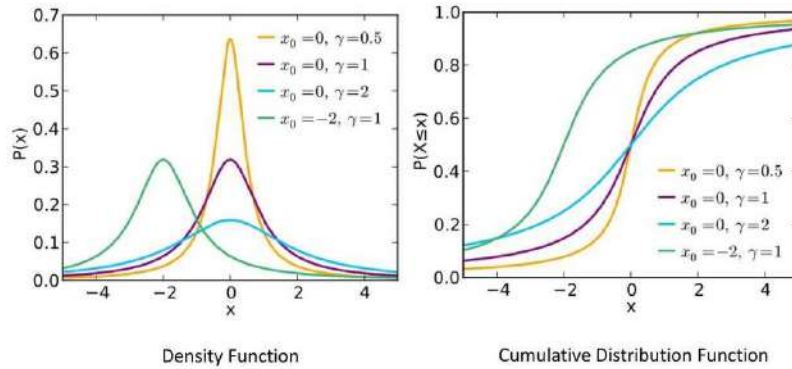 0.7
0.6
0.5
0.4
0.3
0.2
0.1
0.0
P(x)
−4 −2 0 2 4
x
x₀=0, γ=0.5
x₀=0, γ=1
x₀=0, γ=2
x₀=−2, γ=1
Density Function
1.0
0.8
0.6
0.4
0.2
0.0
P(X≤x)
−4 −2 0 2 4
x
x₀=0, γ=0.5
x₀=0, γ=1
x₀=0, γ=2
x₀=−2, γ=1
Cumulative Distribution Function